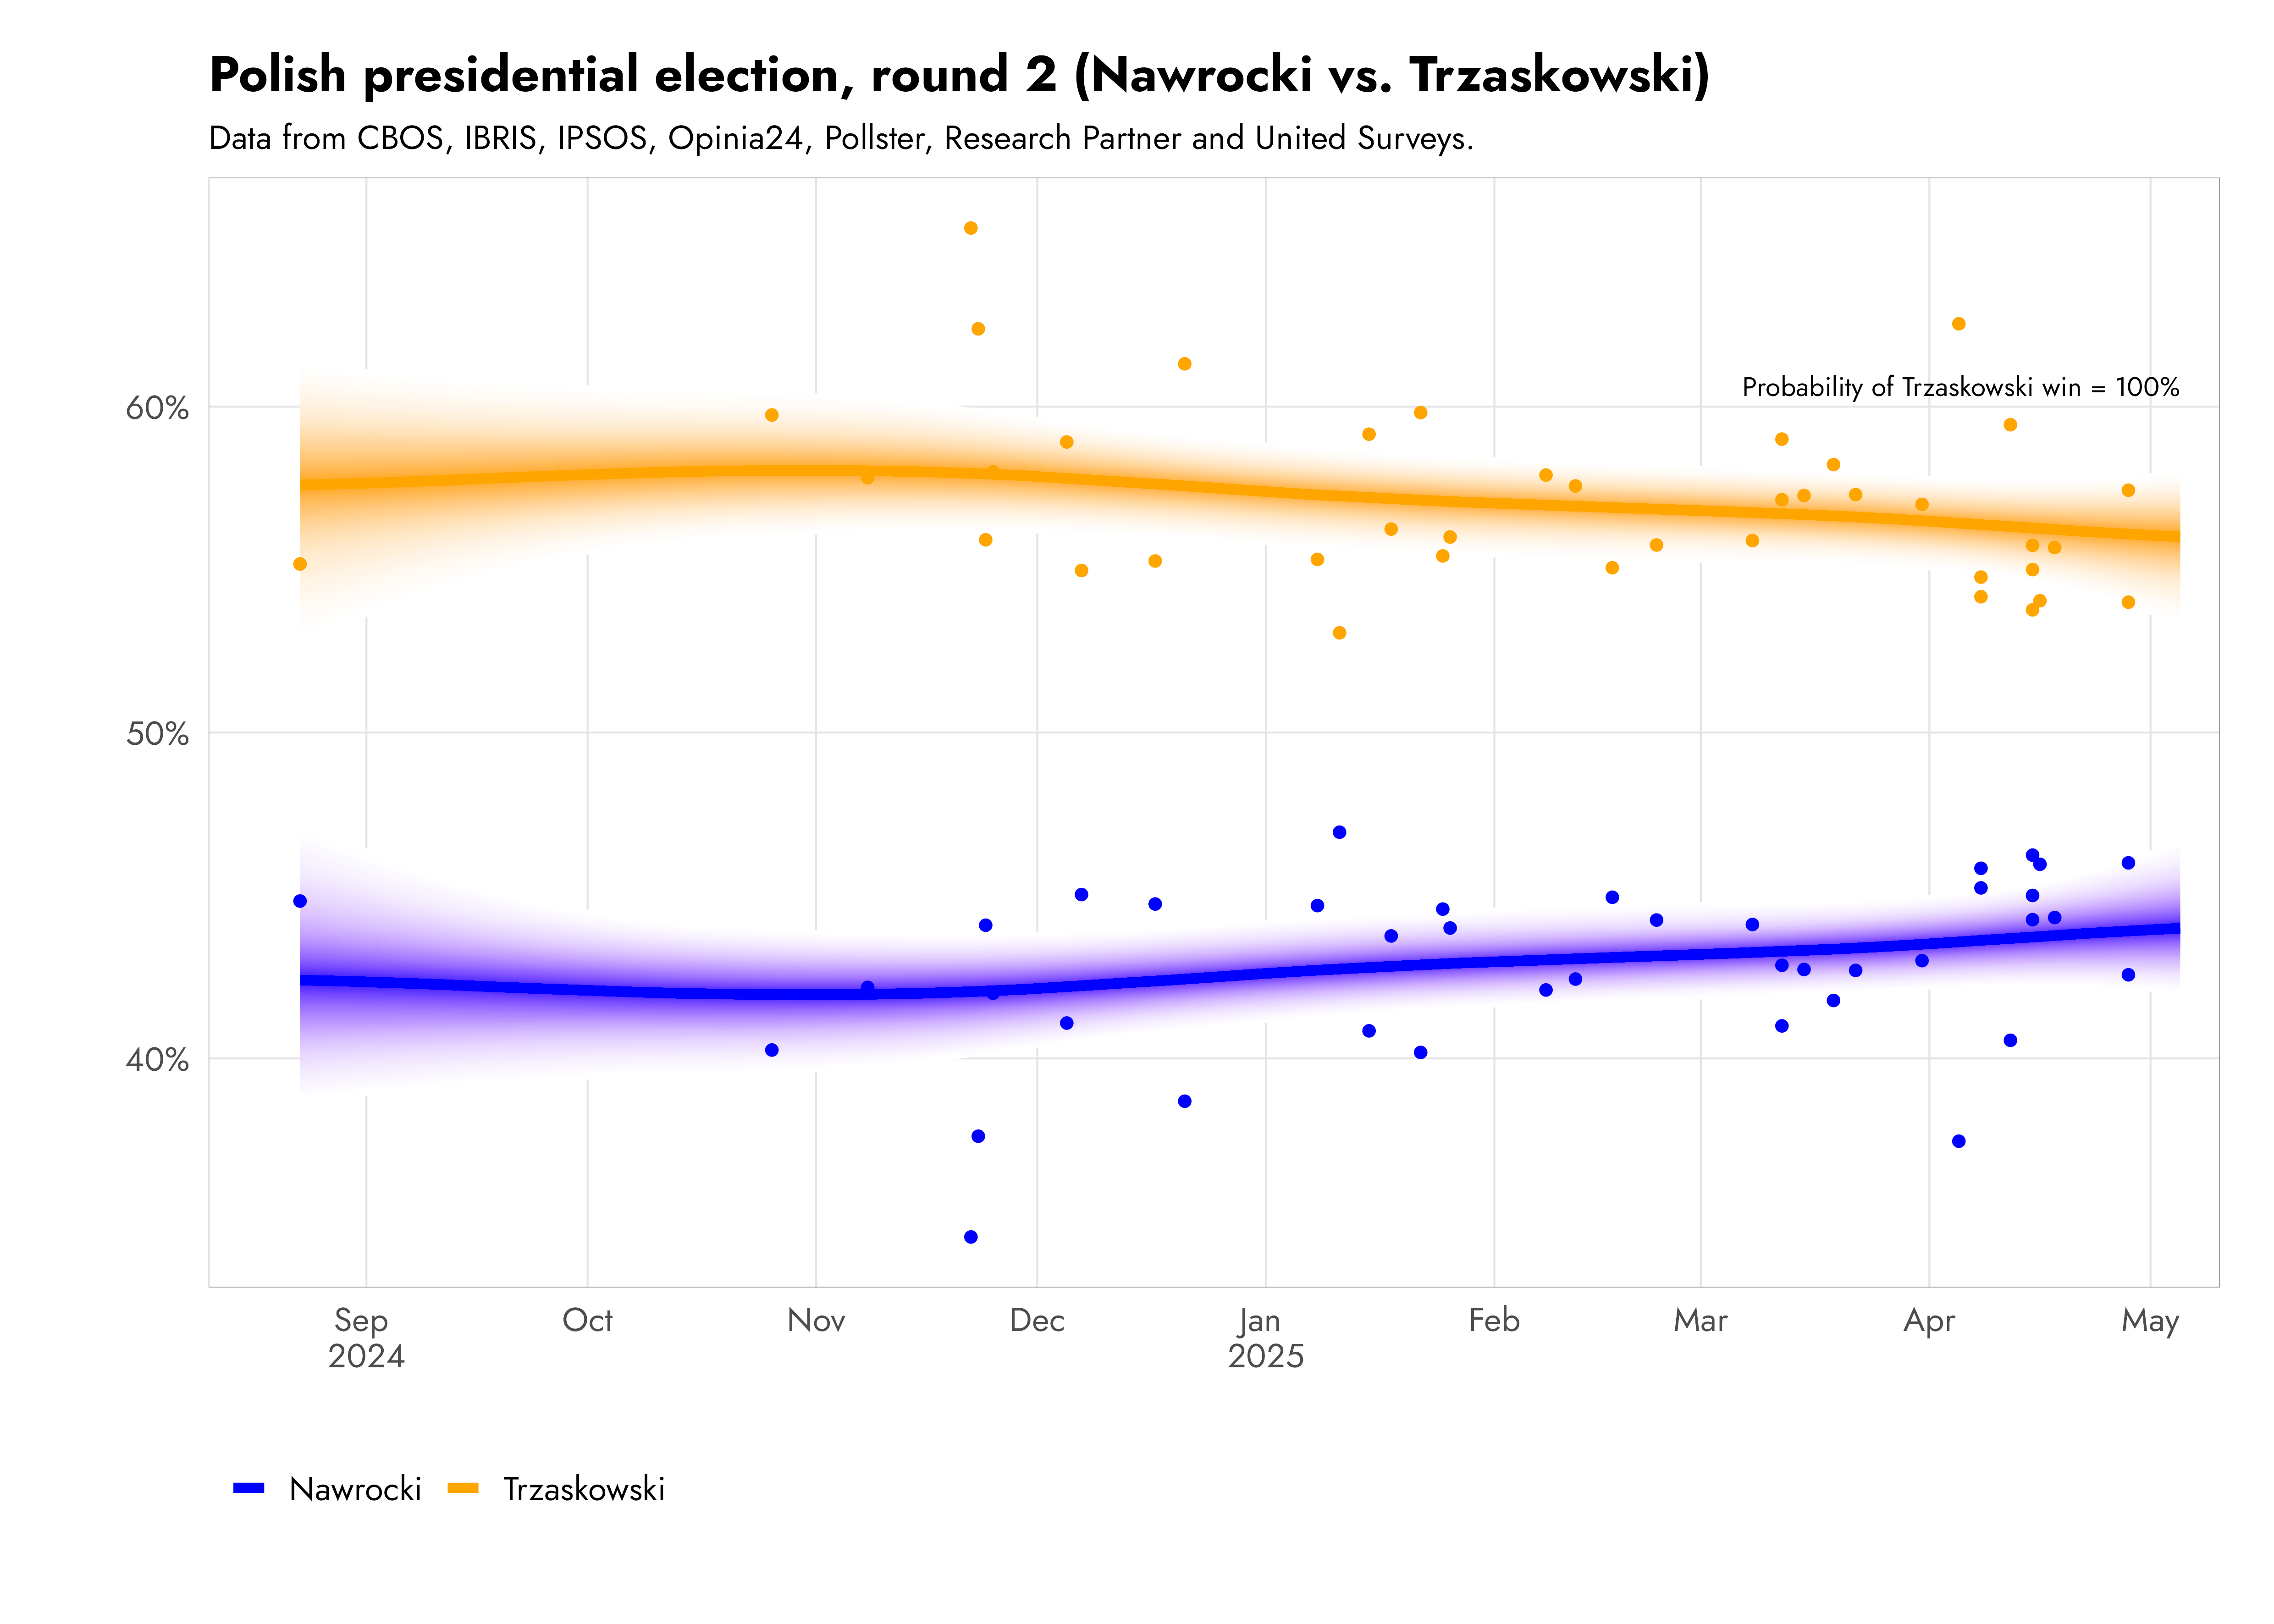 Polish presidential election, round 2 (Nawrocki vs. Trzaskowski)
Data from CBOS, IBRIS, IPSOS, Opinia24, Pollster, Research Partner and United Surveys.
Probability of Trzaskowski win = 100%
60%
50%
40%
Sep Oct Nov Dec Jan Feb Mar Apr May
2024 2025
Nawrocki Trzaskowski